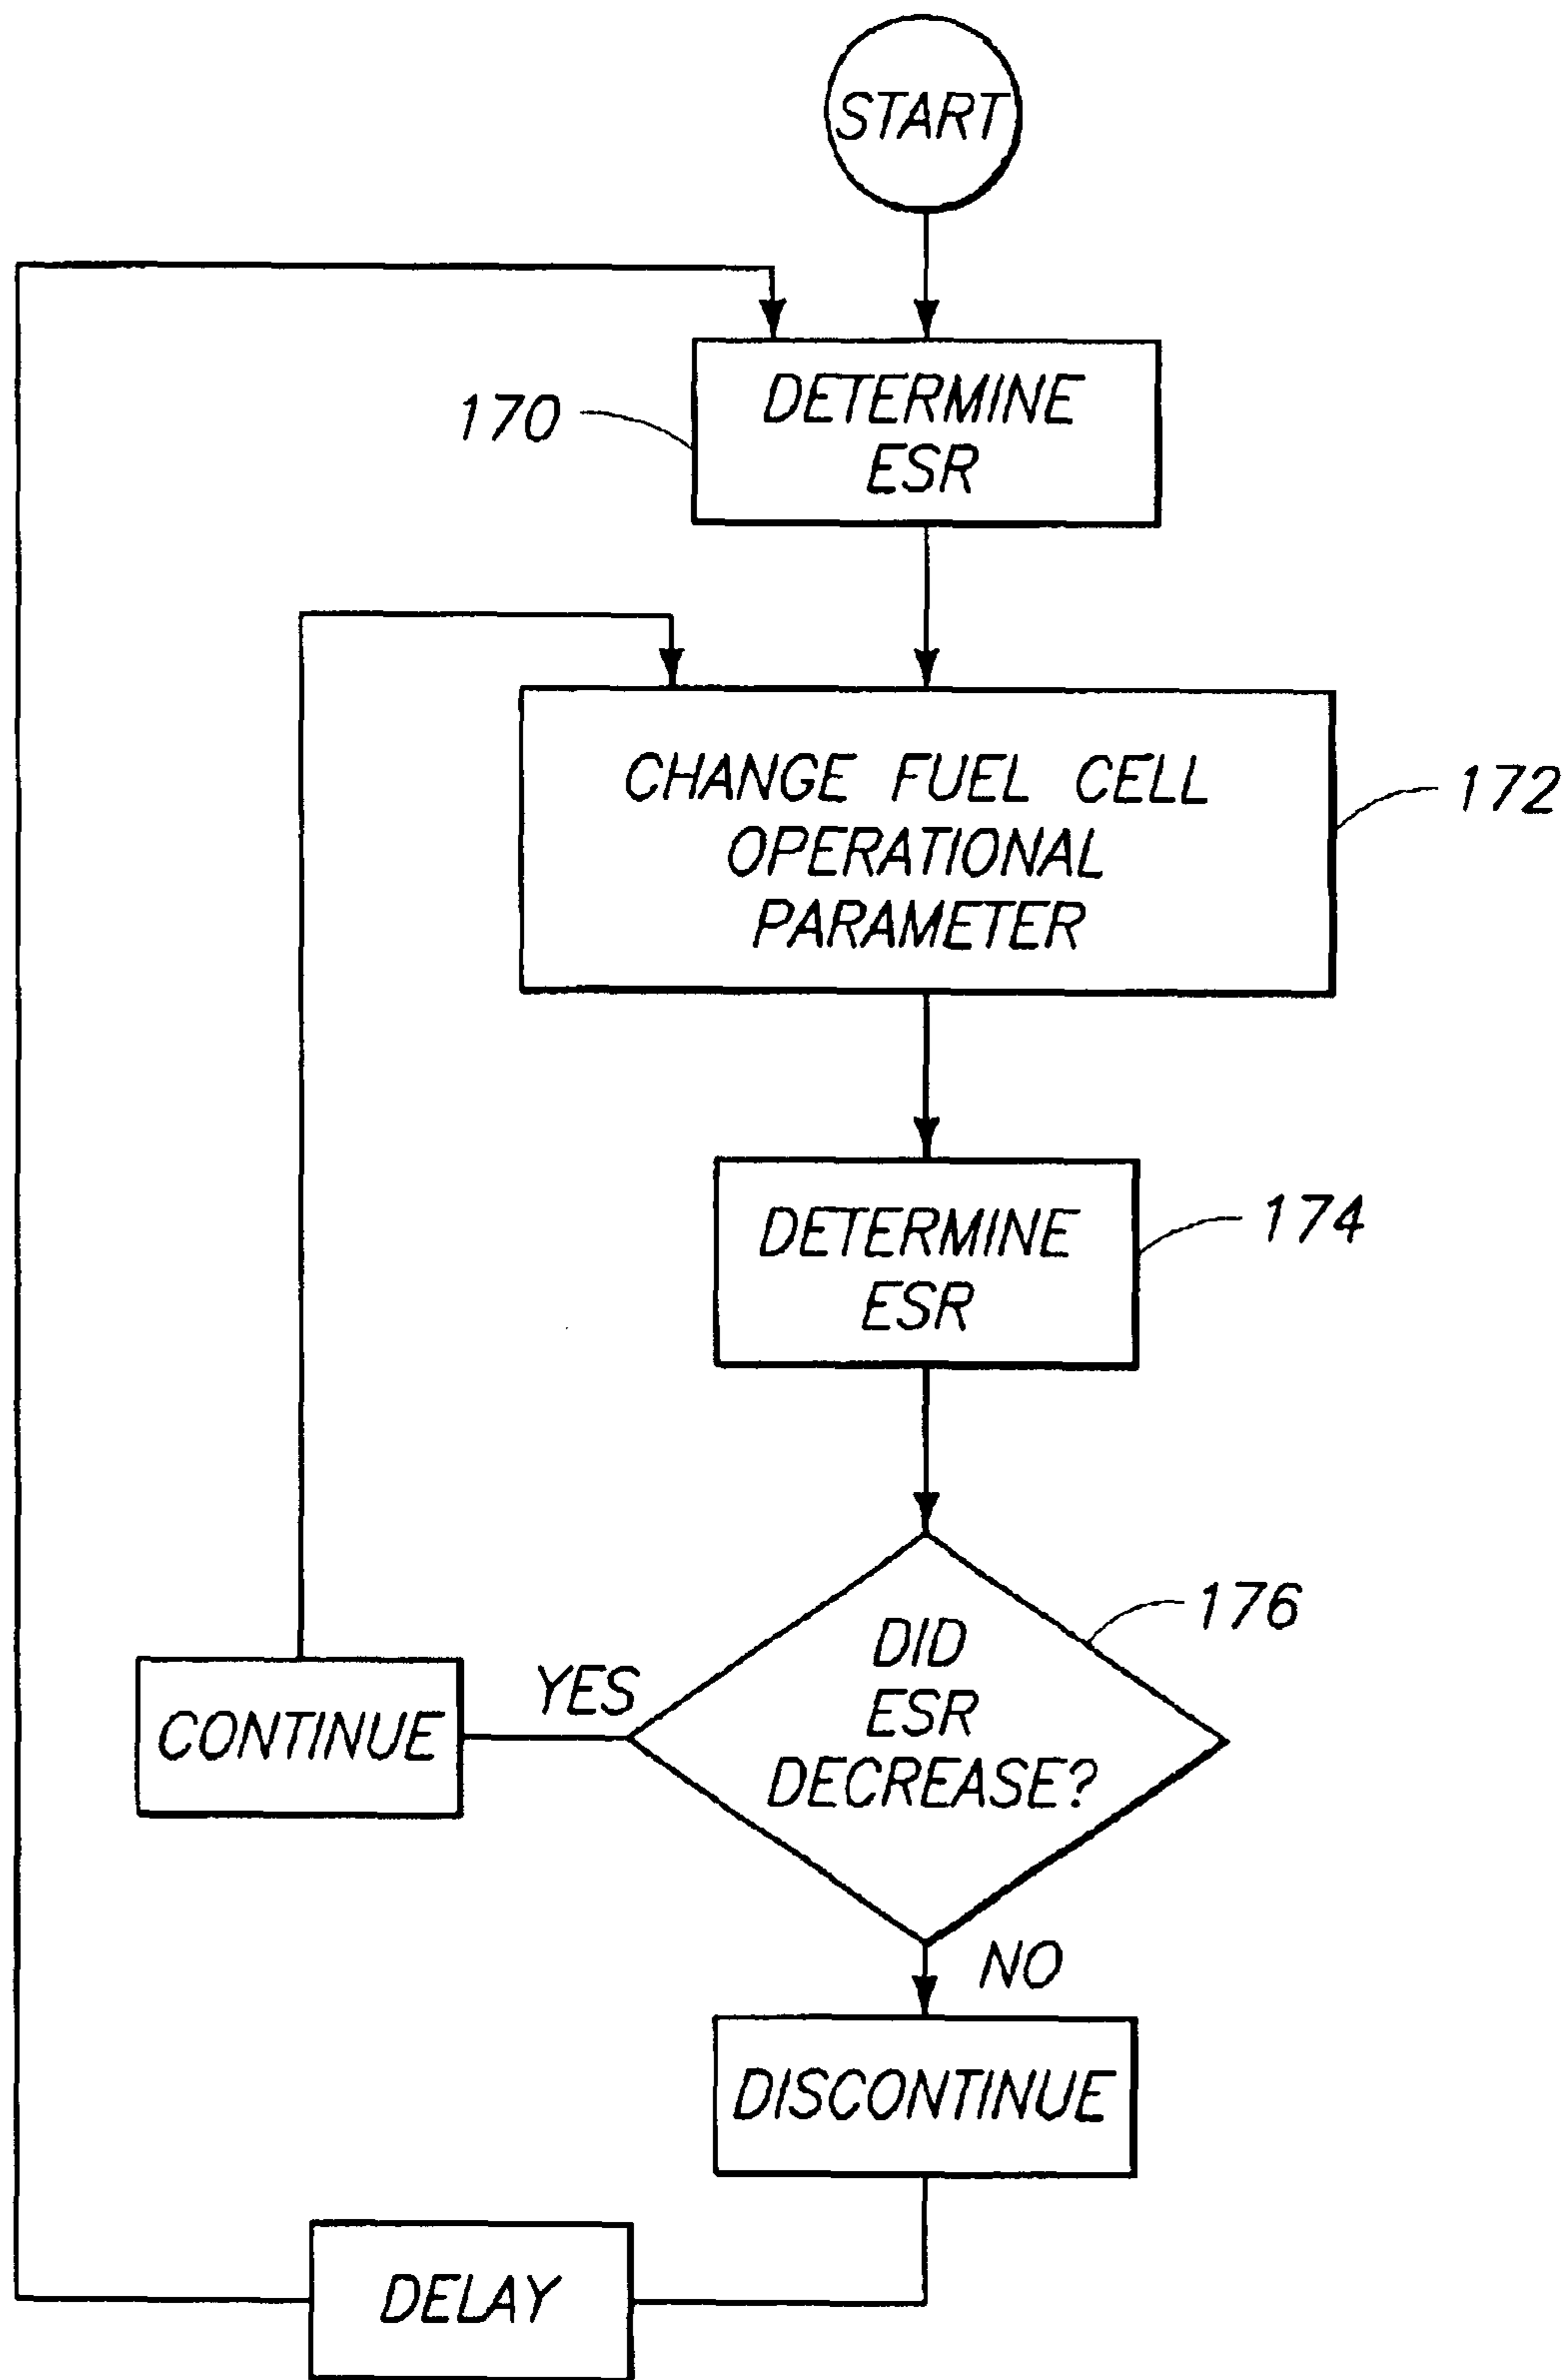 START
DETERMINE
ESR
170
CHANGE FUEL CELL
OPERATIONAL
PARAMETER
172
DETERMINE
ESR
174
DID
ESR
DECREASE?
176
YES
CONTINUE
NO
DISCONTINUE
DELAY